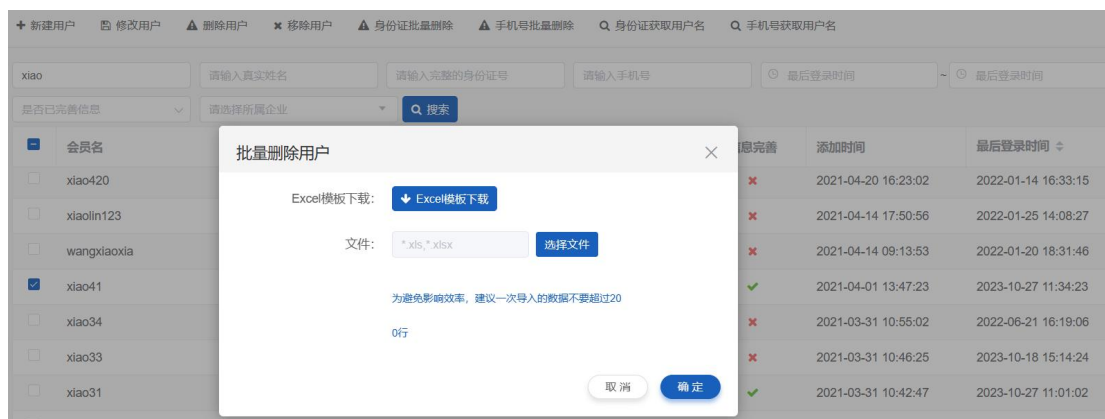 新建用户 修改用户 删除用户 移除用户 身份证批量删除 手机号批量删除 身份证获取用户名 手机号获取用户名
xiao 请输入真实姓名 请输入完整的身份证号 请输入手机号 最后登录时间 ~ 最后登录时间
是否已完善信息 请选择所属企业 搜索
会员名 息完善 添加时间 最后登录时间
批量删除用户
xiao420 2021-04-20 16:23:02 2022-01-14 16:33:15
Excel模板下载: Excel模板下载
xiaolin123 2021-04-14 17:50:56 2022-01-25 14:08:27
文件: *.xls,*.xlsx 选择文件
wangxiaoxia 2021-04-14 09:13:53 2022-01-20 18:31:46
xiao41 2021-04-01 13:47:23 2023-10-27 11:34:23
为避免影响效率，建议一次导入的数据不要超过20
xiao34 2021-03-31 10:55:02 2022-06-21 16:19:06
0行
xiao33 2021-03-31 10:46:25 2023-10-18 15:14:24
取消 确定
xiao31 2021-03-31 10:42:47 2023-10-27 11:01:02